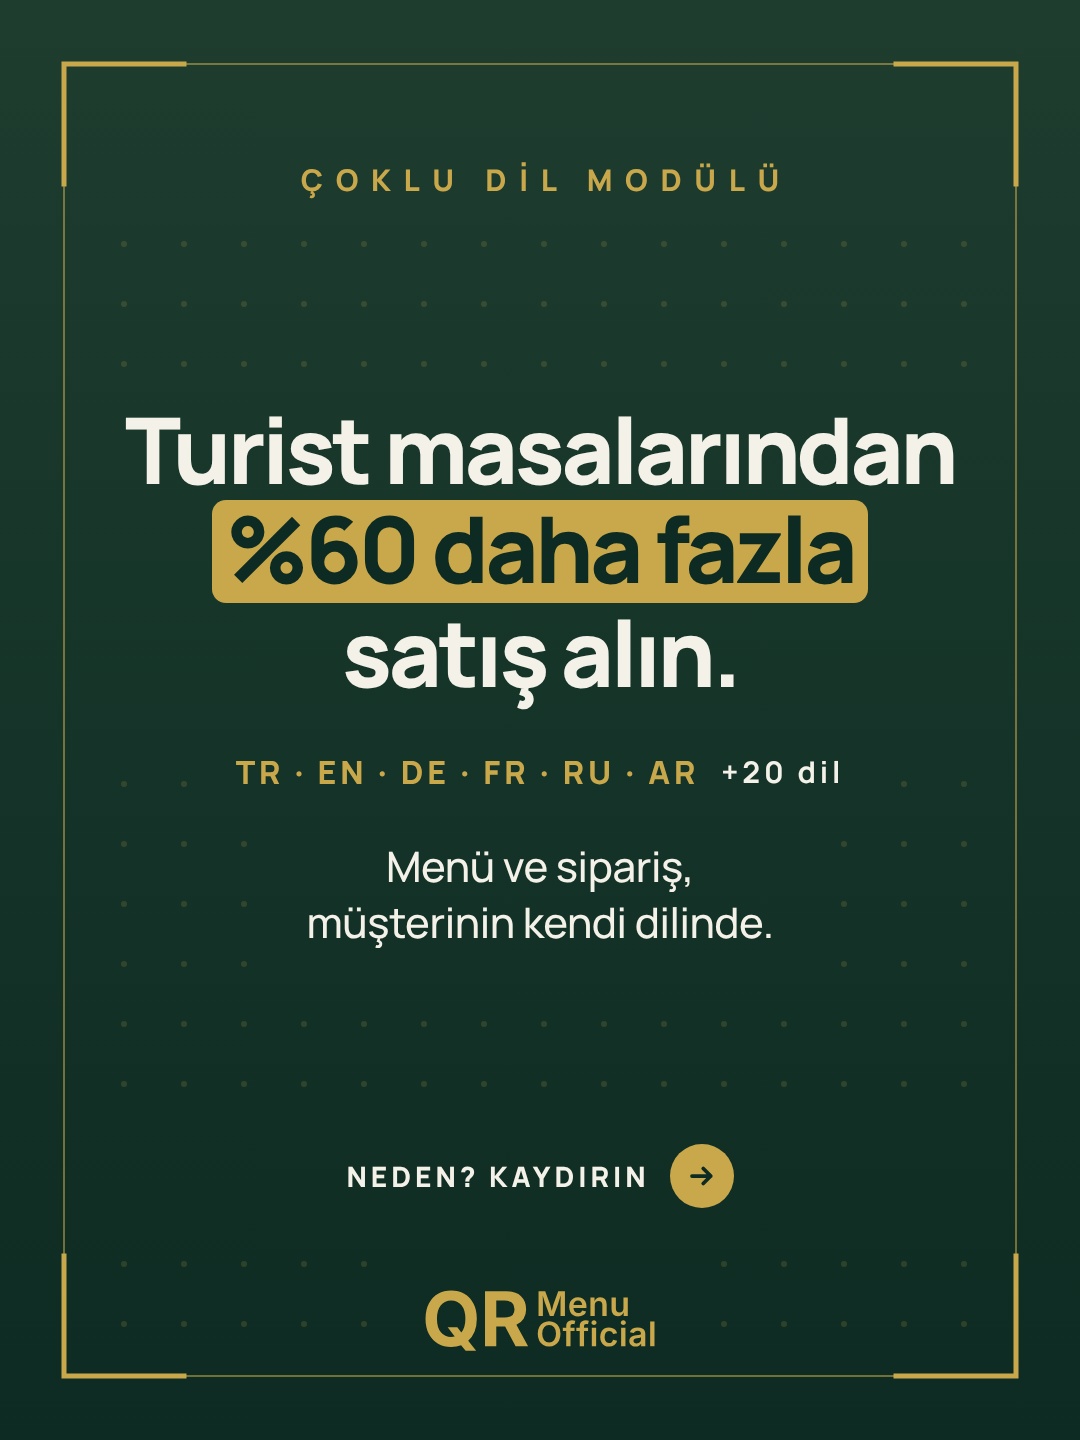 ÇOKLU DİL MODÜLÜ
Turist masalarından
%60 daha fazla
satış alın.
TR · EN · DE · FR · RU · AR +20 dil
Menü ve sipariş,
müşterinin kendi dilinde.
NEDEN? KAYDIRIN →
QR Menu
Official